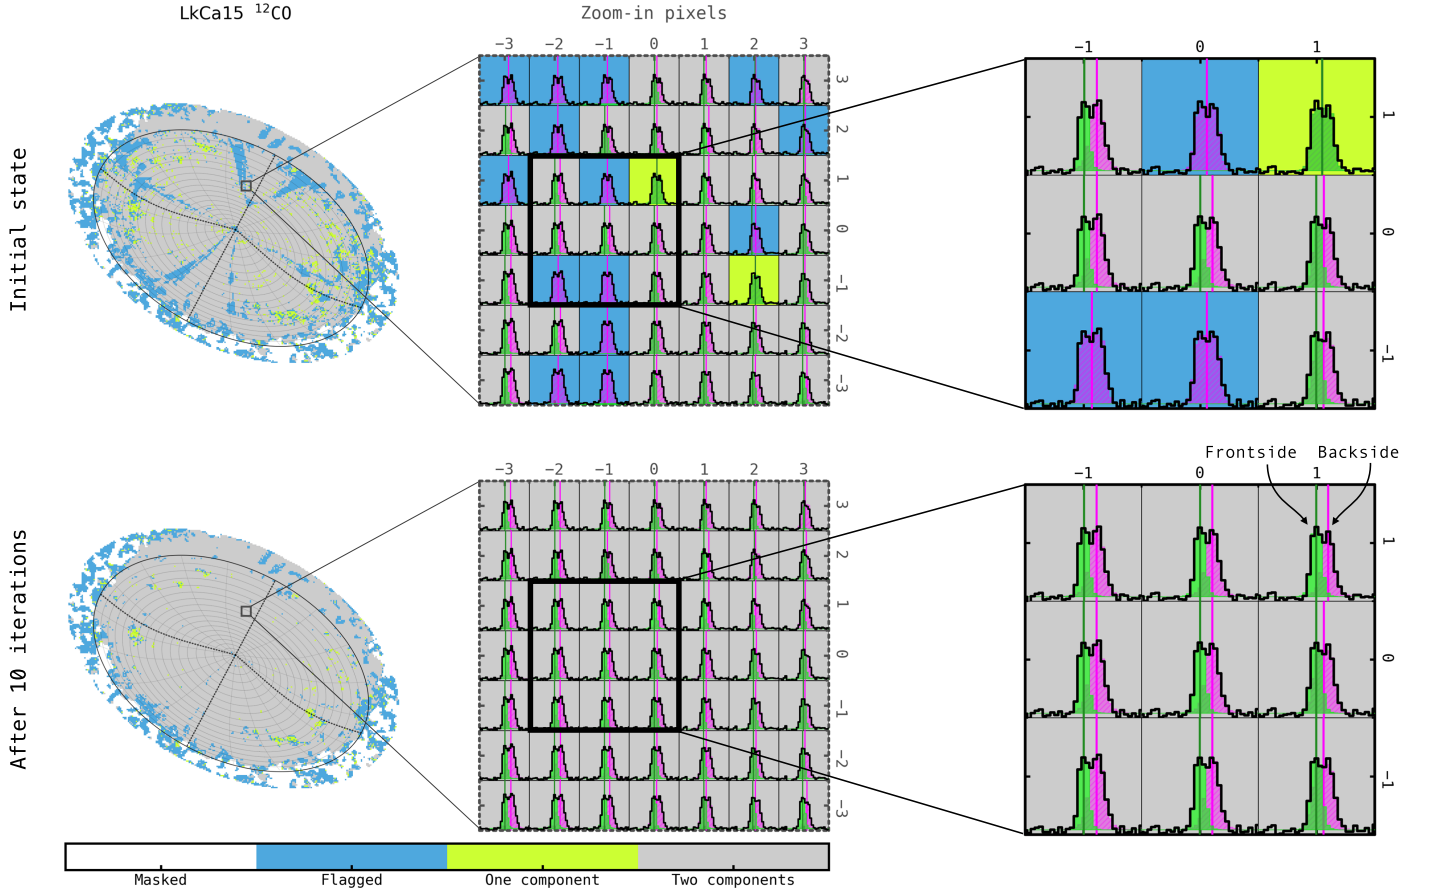 LkCa15 ¹²CO
Zoom-in pixels
Initial state
−3 −2 −1 0 1 2 3
3
2
1
0
−1
−2
−3
−1 0 1
1
0
−1
After 10 iterations
−3 −2 −1 0 1 2 3
3
2
1
0
−1
−2
−3
Frontside Backside
−1 0 1
1
0
−1
Masked Flagged One component Two components